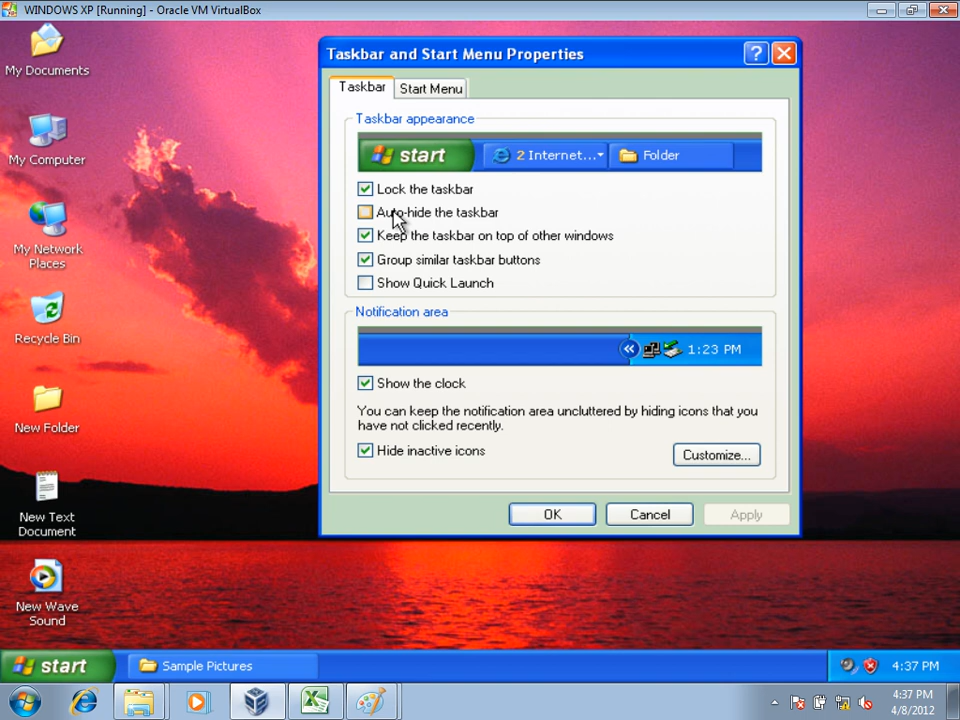 WINDOWS XP [Running] - Oracle VM VirtualBox
My Documents
My Computer
My Network
Places
Recycle Bin
New Folder
New Text
Document
New Wave
Sound
Taskbar and Start Menu Properties
Taskbar
Start Menu
Taskbar appearance
start
2 Internet...
Folder
Lock the taskbar
Auto-hide the taskbar
Keep the taskbar on top of other windows
Group similar taskbar buttons
Show Quick Launch
Notification area
1:23 PM
Show the clock
You can keep the notification area uncluttered by hiding icons that you
have not clicked recently.
Hide inactive icons
Customize...
OK
Cancel
Apply
start
Sample Pictures
4:37 PM
4:37 PM
4/8/2012